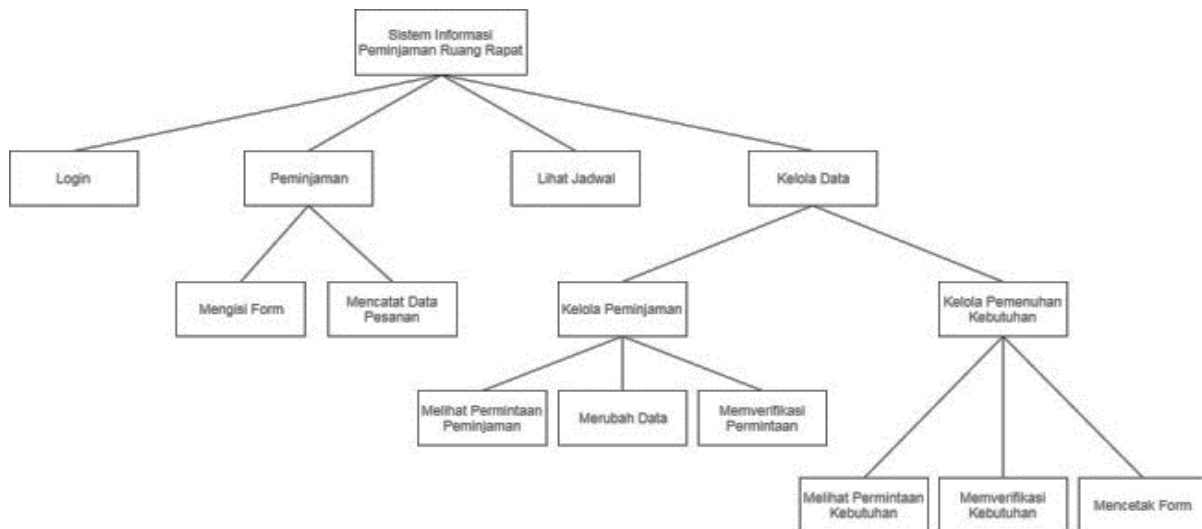 Sistem Informasi
Peminjaman Ruang Rapat
Login
Peminjaman
Lihat Jadwal
Kelola Data
Mengisi Form
Mencatat Data
Pesanan
Kelola Peminjaman
Kelola Pemenuhan
Kebutuhan
Melihat Permintaan
Peminjaman
Merubah Data
Memverifikasi
Permintaan
Melihat Permintaan
Kebutuhan
Memverifikasi
Kebutuhan
Mencetak Form